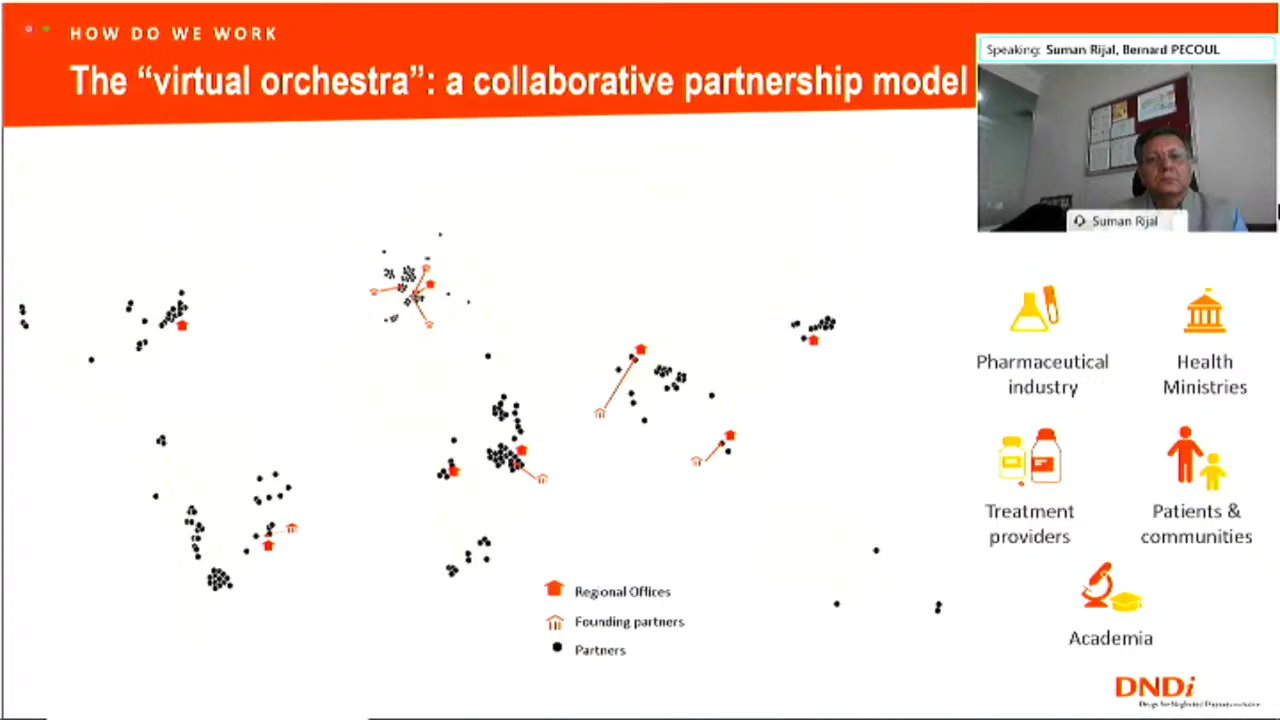 HOW DO WE WORK
The “virtual orchestra”: a collaborative partnership model
Speaking: Suman Rijal, Bernard PECOUL
Suman Rijal
Pharmaceutical
industry
Health
Ministries
Treatment
providers
Patients &
communities
Academia
Regional Offices
Founding partners
Partners
DNDi